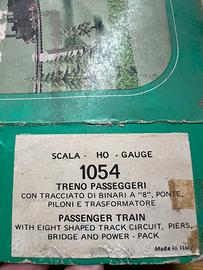 SCALA - HO - GAUGE
1054
TRENO PASSEGGERI
CON TRACCIATO DI BINARI A "8", PONTE,
PILONI E TRASFORMATORE
PASSENGER TRAIN
WITH EIGHT SHAPED TRACK CIRCUIT, PIERS,
BRIDGE AND POWER - PACK
Made in Italy